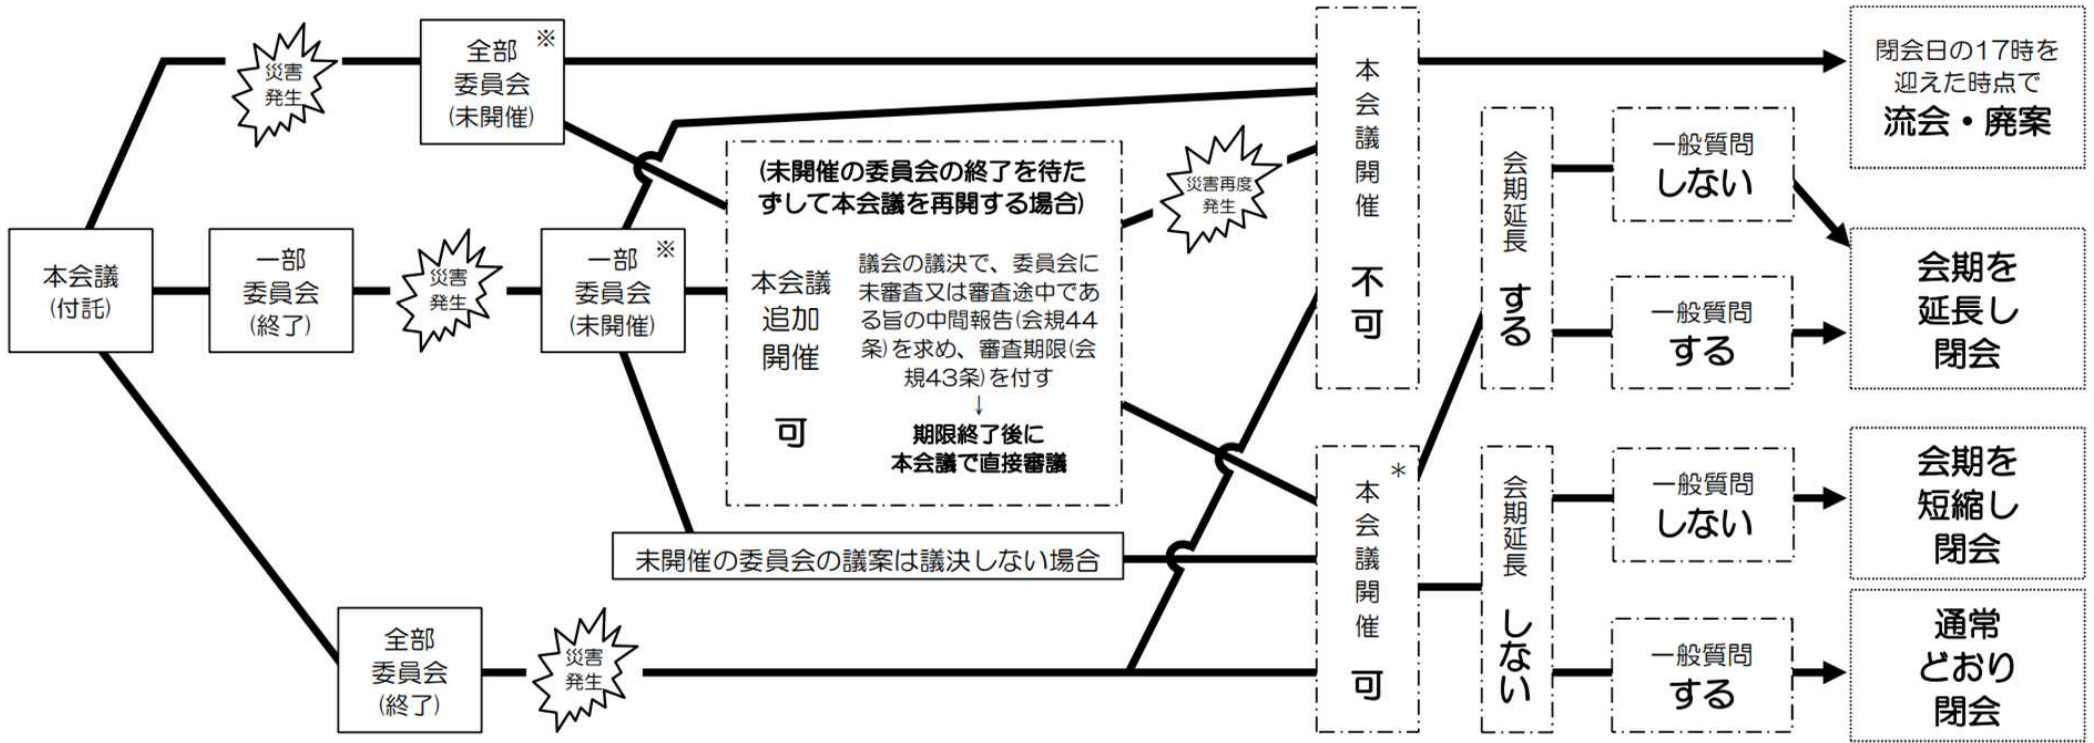 災害
発生
全部
委員会
(未開催)
※
本会議
(付託)
一部
委員会
(終了)
災害
発生
一部
委員会
(未開催)
※
全部
委員会
(終了)
災害
発生
(未開催の委員会の終了を待た
ずして本会議を再開する場合)
本会議
追加
開催
可
議会の議決で、委員会に
未審査又は審査途中であ
る旨の中間報告(会規44
条)を求め、審査期限(会
規43条)を付す
↓
期限終了後に
本会議で直接審議
未開催の委員会の議案は議決しない場合
災害再度
発生
本会議開催 不可
本会議開催 可
*
会期延長 する
会期延長 しない
一般質問
しない
一般質問
する
一般質問
しない
一般質問
する
閉会日の17時を
迎えた時点で
流会・廃案
会期を
延長し
閉会
会期を
短縮し
閉会
通常
どおり
閉会